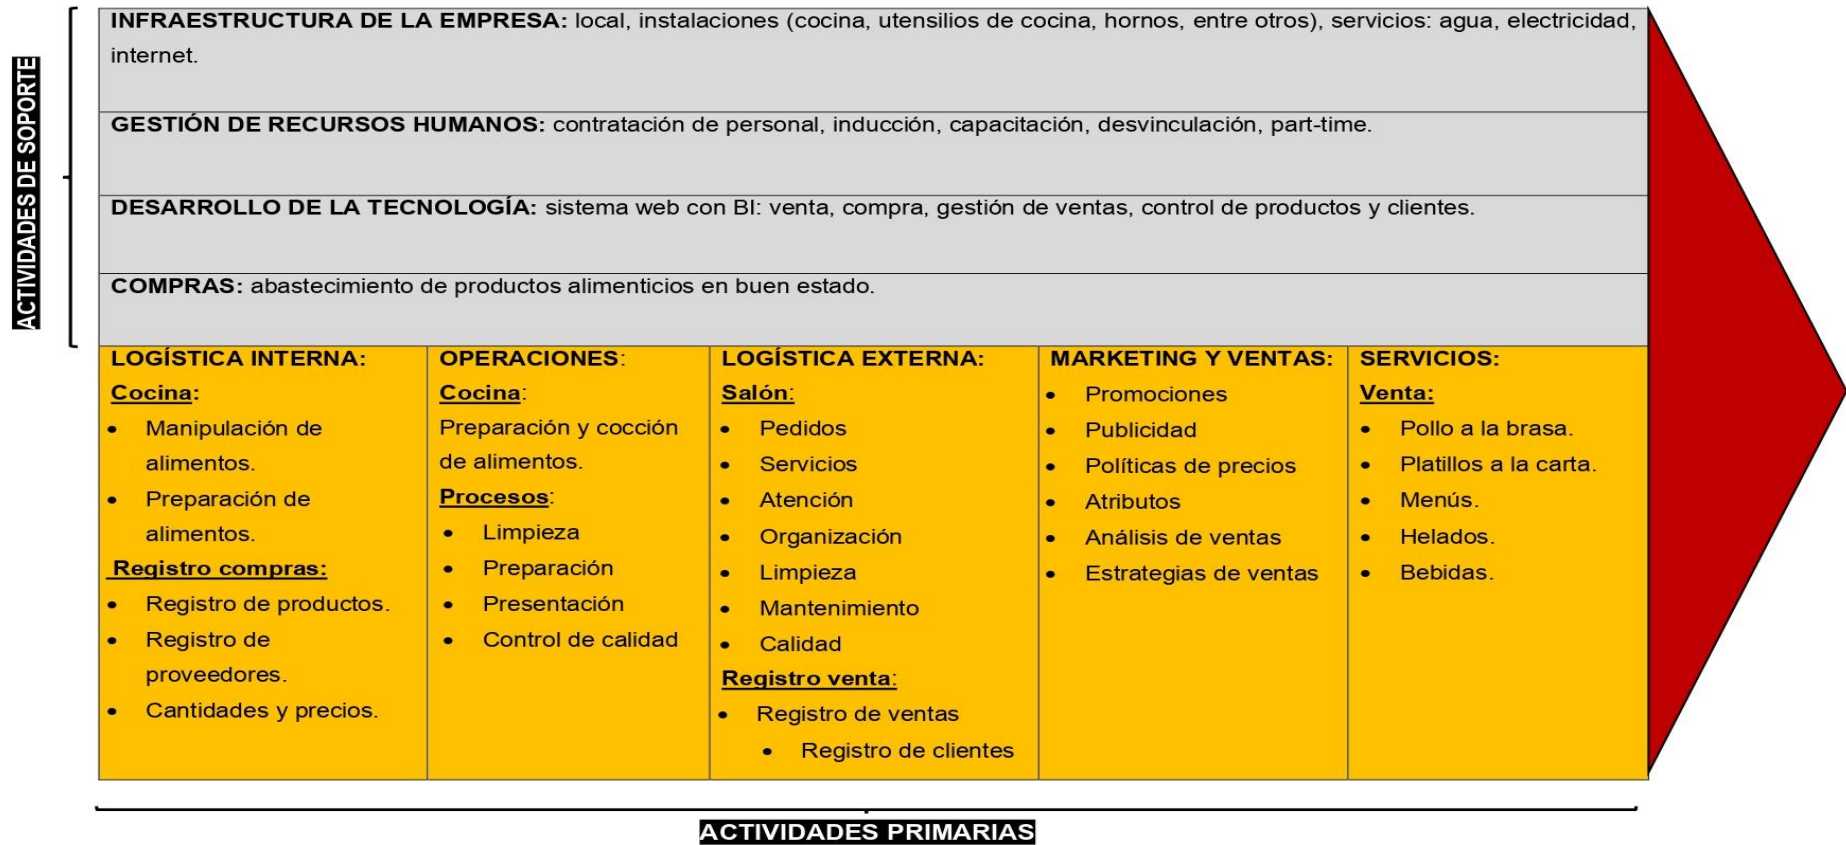 ACTIVIDADES DE SOPORTE
INFRAESTRUCTURA DE LA EMPRESA: local, instalaciones (cocina, utensilios de cocina, hornos, entre otros), servicios: agua, electricidad,
internet.
GESTIÓN DE RECURSOS HUMANOS: contratación de personal, inducción, capacitación, desvinculación, part-time.
DESARROLLO DE LA TECNOLOGÍA: sistema web con BI: venta, compra, gestión de ventas, control de productos y clientes.
COMPRAS: abastecimiento de productos alimenticios en buen estado.
LOGÍSTICA INTERNA:
Cocina:
• Manipulación de
alimentos.
• Preparación de
alimentos.
Registro compras:
• Registro de productos.
• Registro de
proveedores.
• Cantidades y precios.
OPERACIONES:
Cocina:
Preparación y cocción
de alimentos.
Procesos:
• Limpieza
• Preparación
• Presentación
• Control de calidad
LOGÍSTICA EXTERNA:
Salón:
• Pedidos
• Servicios
• Atención
• Organización
• Limpieza
• Mantenimiento
• Calidad
Registro venta:
• Registro de ventas
• Registro de clientes
MARKETING Y VENTAS:
• Promociones
• Publicidad
• Políticas de precios
• Atributos
• Análisis de ventas
• Estrategias de ventas
SERVICIOS:
Venta:
• Pollo a la brasa.
• Platillos a la carta.
• Menús.
• Helados.
• Bebidas.
ACTIVIDADES PRIMARIAS